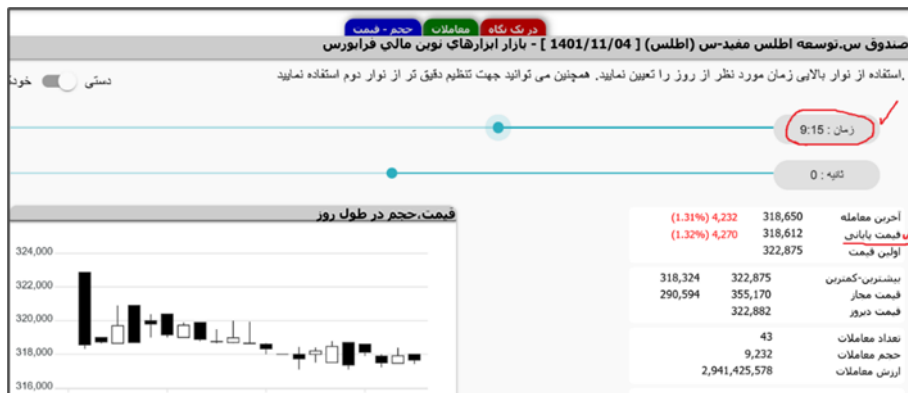 در یک نگاه معاملات حجم - قیمت
صندوق س.توسعه اطلس مفید-س (اطلس) [ 1401/11/04 ] - بازار ابزارهاي نوين مالي فرابورس
.استفاده از نوار بالایی زمان مورد نظر از روز را تعیین نمایید. همچنین می توانید جهت تنظیم دقیق تر از نوار دوم استفاده نمایید
دستی
زمان : 9:15
ثانیه : 0
آخرین معامله 318,650 4,232 (1.31%)
قیمت پایانی 318,612 4,270 (1.32%)
اولین قیمت 322,875
بیشترین-کمترین 322,875 318,324
قیمت مجاز 355,170 290,594
قیمت دیروز 322,882
تعداد معاملات 43
حجم معاملات 9,232
ارزش معاملات 2,941,425,578
قیمت،حجم در طول روز
324,000
322,000
320,000
318,000
316,000